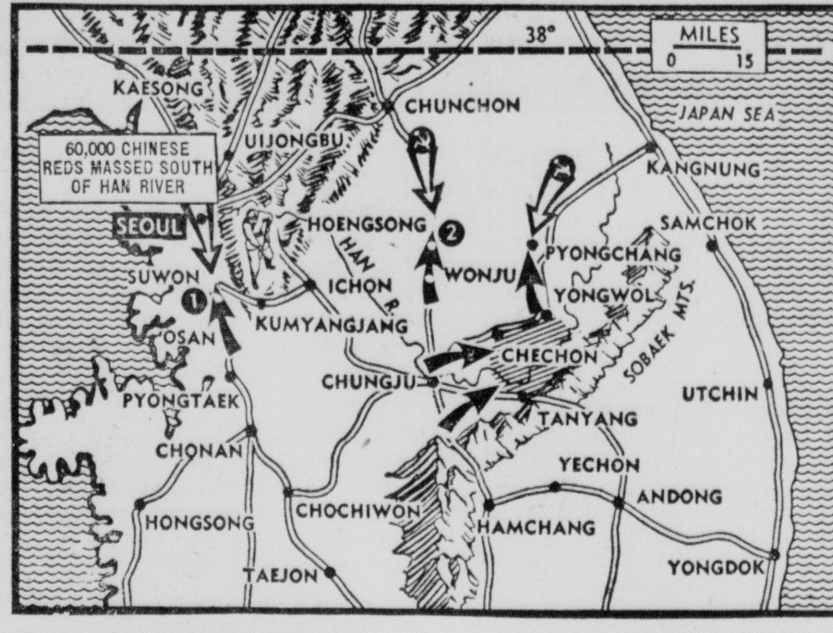 38°
MILES
0 15
KAESONG
CHUNCHON
JAPAN SEA
UIJONGBU
60,000 CHINESE
REDS MASSED SOUTH
OF HAN RIVER
KANGNUNG
SEOUL
HOENGSONG
2
SAMCHOK
HAN R.
PYONGCHANG
SUWON
WONJU
ICHON
1
YONGWOL
KUMYANGJANG
SOBAEK MTS.
OSAN
CHECHON
CHUNGJU
PYONGTAEK
UTCHIN
TANYANG
CHONAN
YECHON
ANDONG
HONGSONG
CHOCHIWON
HAMCHANG
TAEJON
YONGDOK